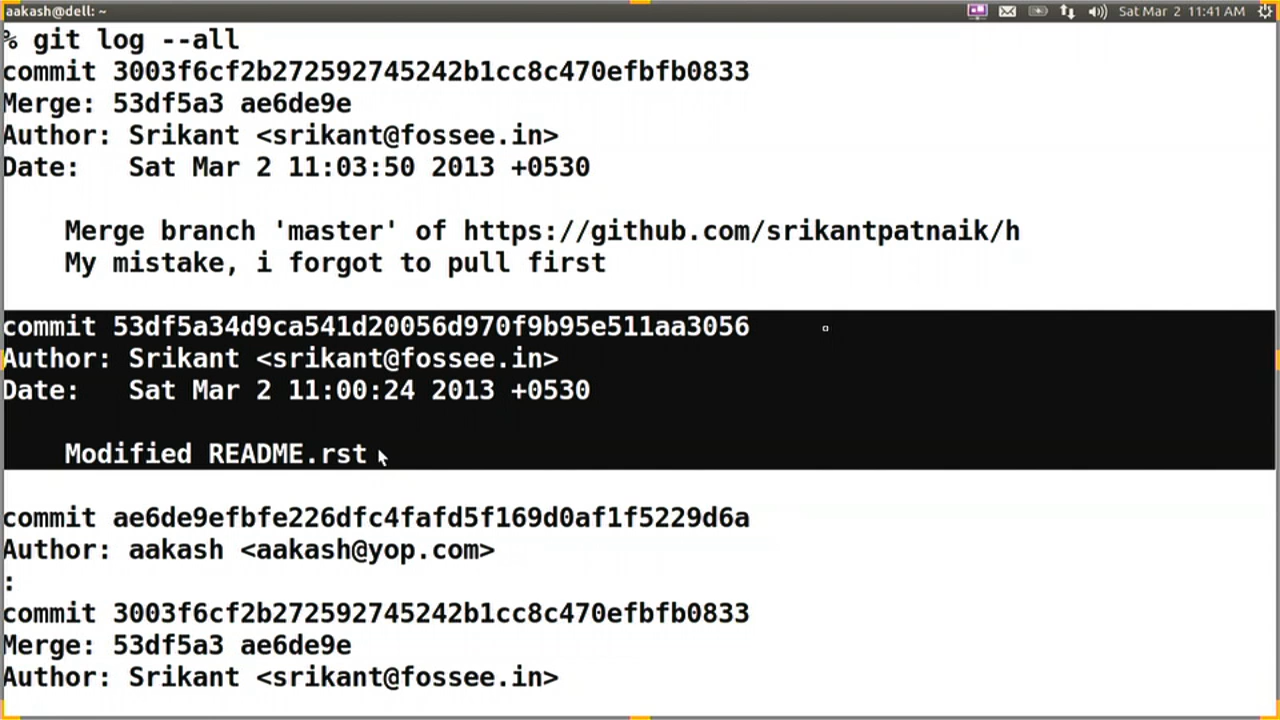 aakash@dell: ~
Sat Mar 2 11:41 AM
% git log --all
commit 3003f6cf2b272592745242b1cc8c470efbfb0833
Merge: 53df5a3 ae6de9e
Author: Srikant <srikant@fossee.in>
Date:   Sat Mar 2 11:03:50 2013 +0530
Merge branch 'master' of https://github.com/srikantpatnaik/h
My mistake, i forgot to pull first
commit 53df5a34d9ca541d20056d970f9b95e511aa3056
Author: Srikant <srikant@fossee.in>
Date:   Sat Mar 2 11:00:24 2013 +0530
Modified README.rst
commit ae6de9efbfe226dfc4fafd5f169d0af1f5229d6a
Author: aakash <aakash@yop.com>
:
commit 3003f6cf2b272592745242b1cc8c470efbfb0833
Merge: 53df5a3 ae6de9e
Author: Srikant <srikant@fossee.in>